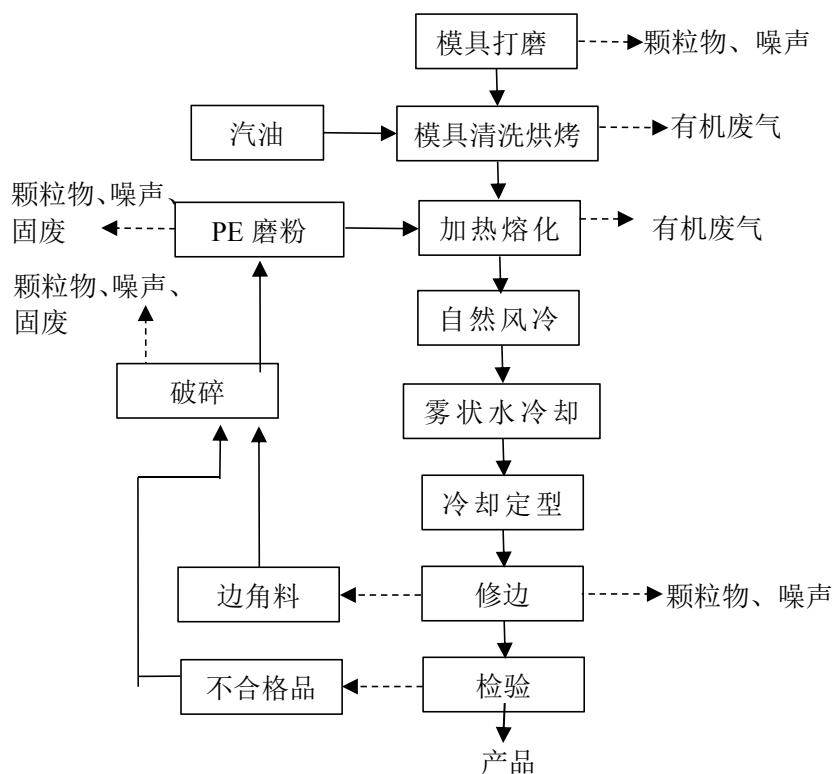 模具打磨
颗粒物、噪声
汽油
模具清洗烘烤
有机废气
颗粒物、噪声、
固废
PE 磨粉
加热熔化
有机废气
颗粒物、噪声、
固废
自然风冷
破碎
雾状水冷却
冷却定型
边角料
修边
颗粒物、噪声
不合格品
检验
产品